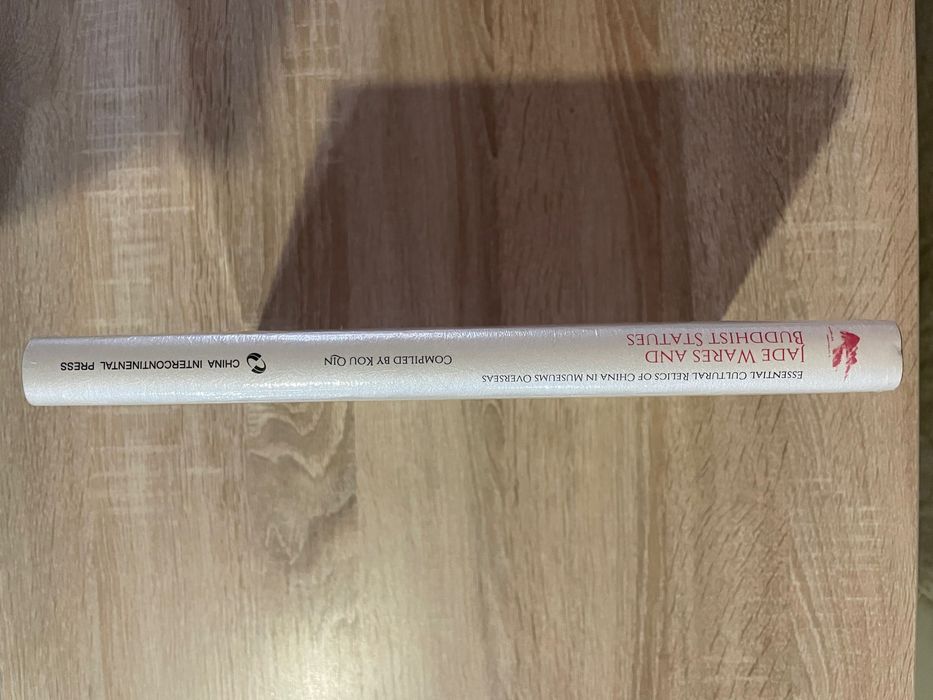 ESSENTIAL CULTURAL RELICS OF CHINA IN MUSEUMS OVERSEAS
JADE WARES AND
BUDDHIST STATUES
COMPILED BY KOU QIN
CHINA INTERCONTINENTAL PRESS